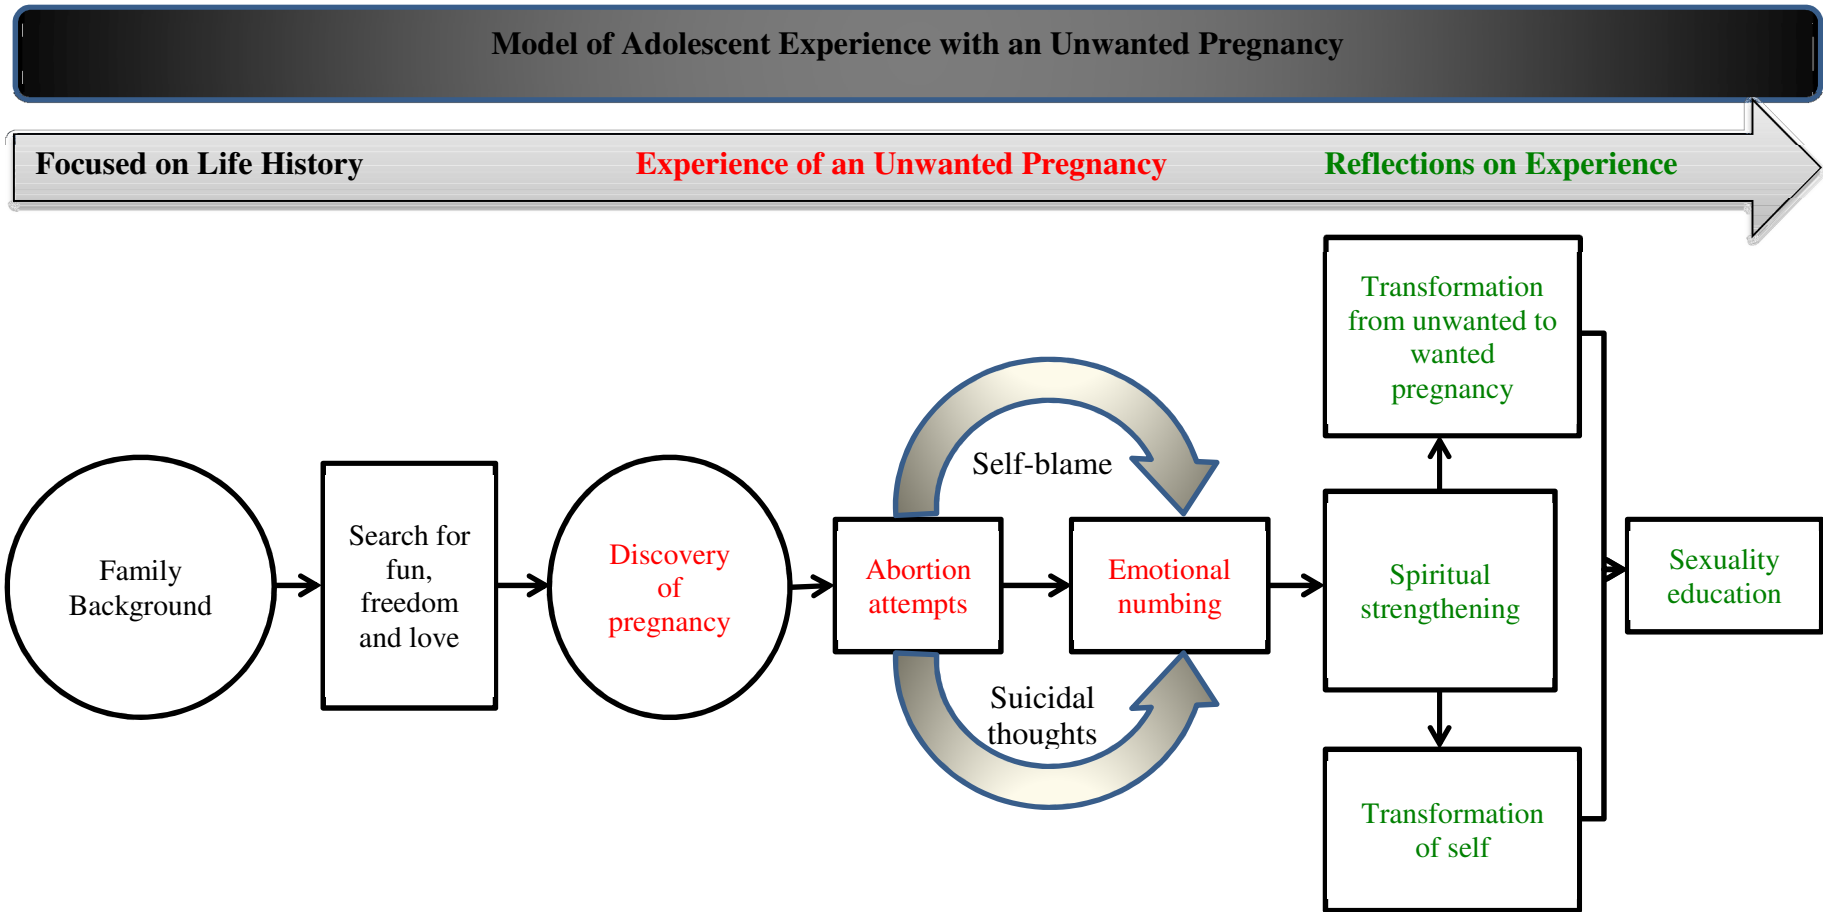 Model of Adolescent Experience with an Unwanted Pregnancy
Focused on Life History
Experience of an Unwanted Pregnancy
Reflections on Experience
Family
Background
Search for
fun,
freedom
and love
Discovery
of
pregnancy
Abortion
attempts
Self-blame
Suicidal
thoughts
Emotional
numbing
Transformation
from unwanted to
wanted
pregnancy
Spiritual
strengthening
Transformation
of self
Sexuality
education